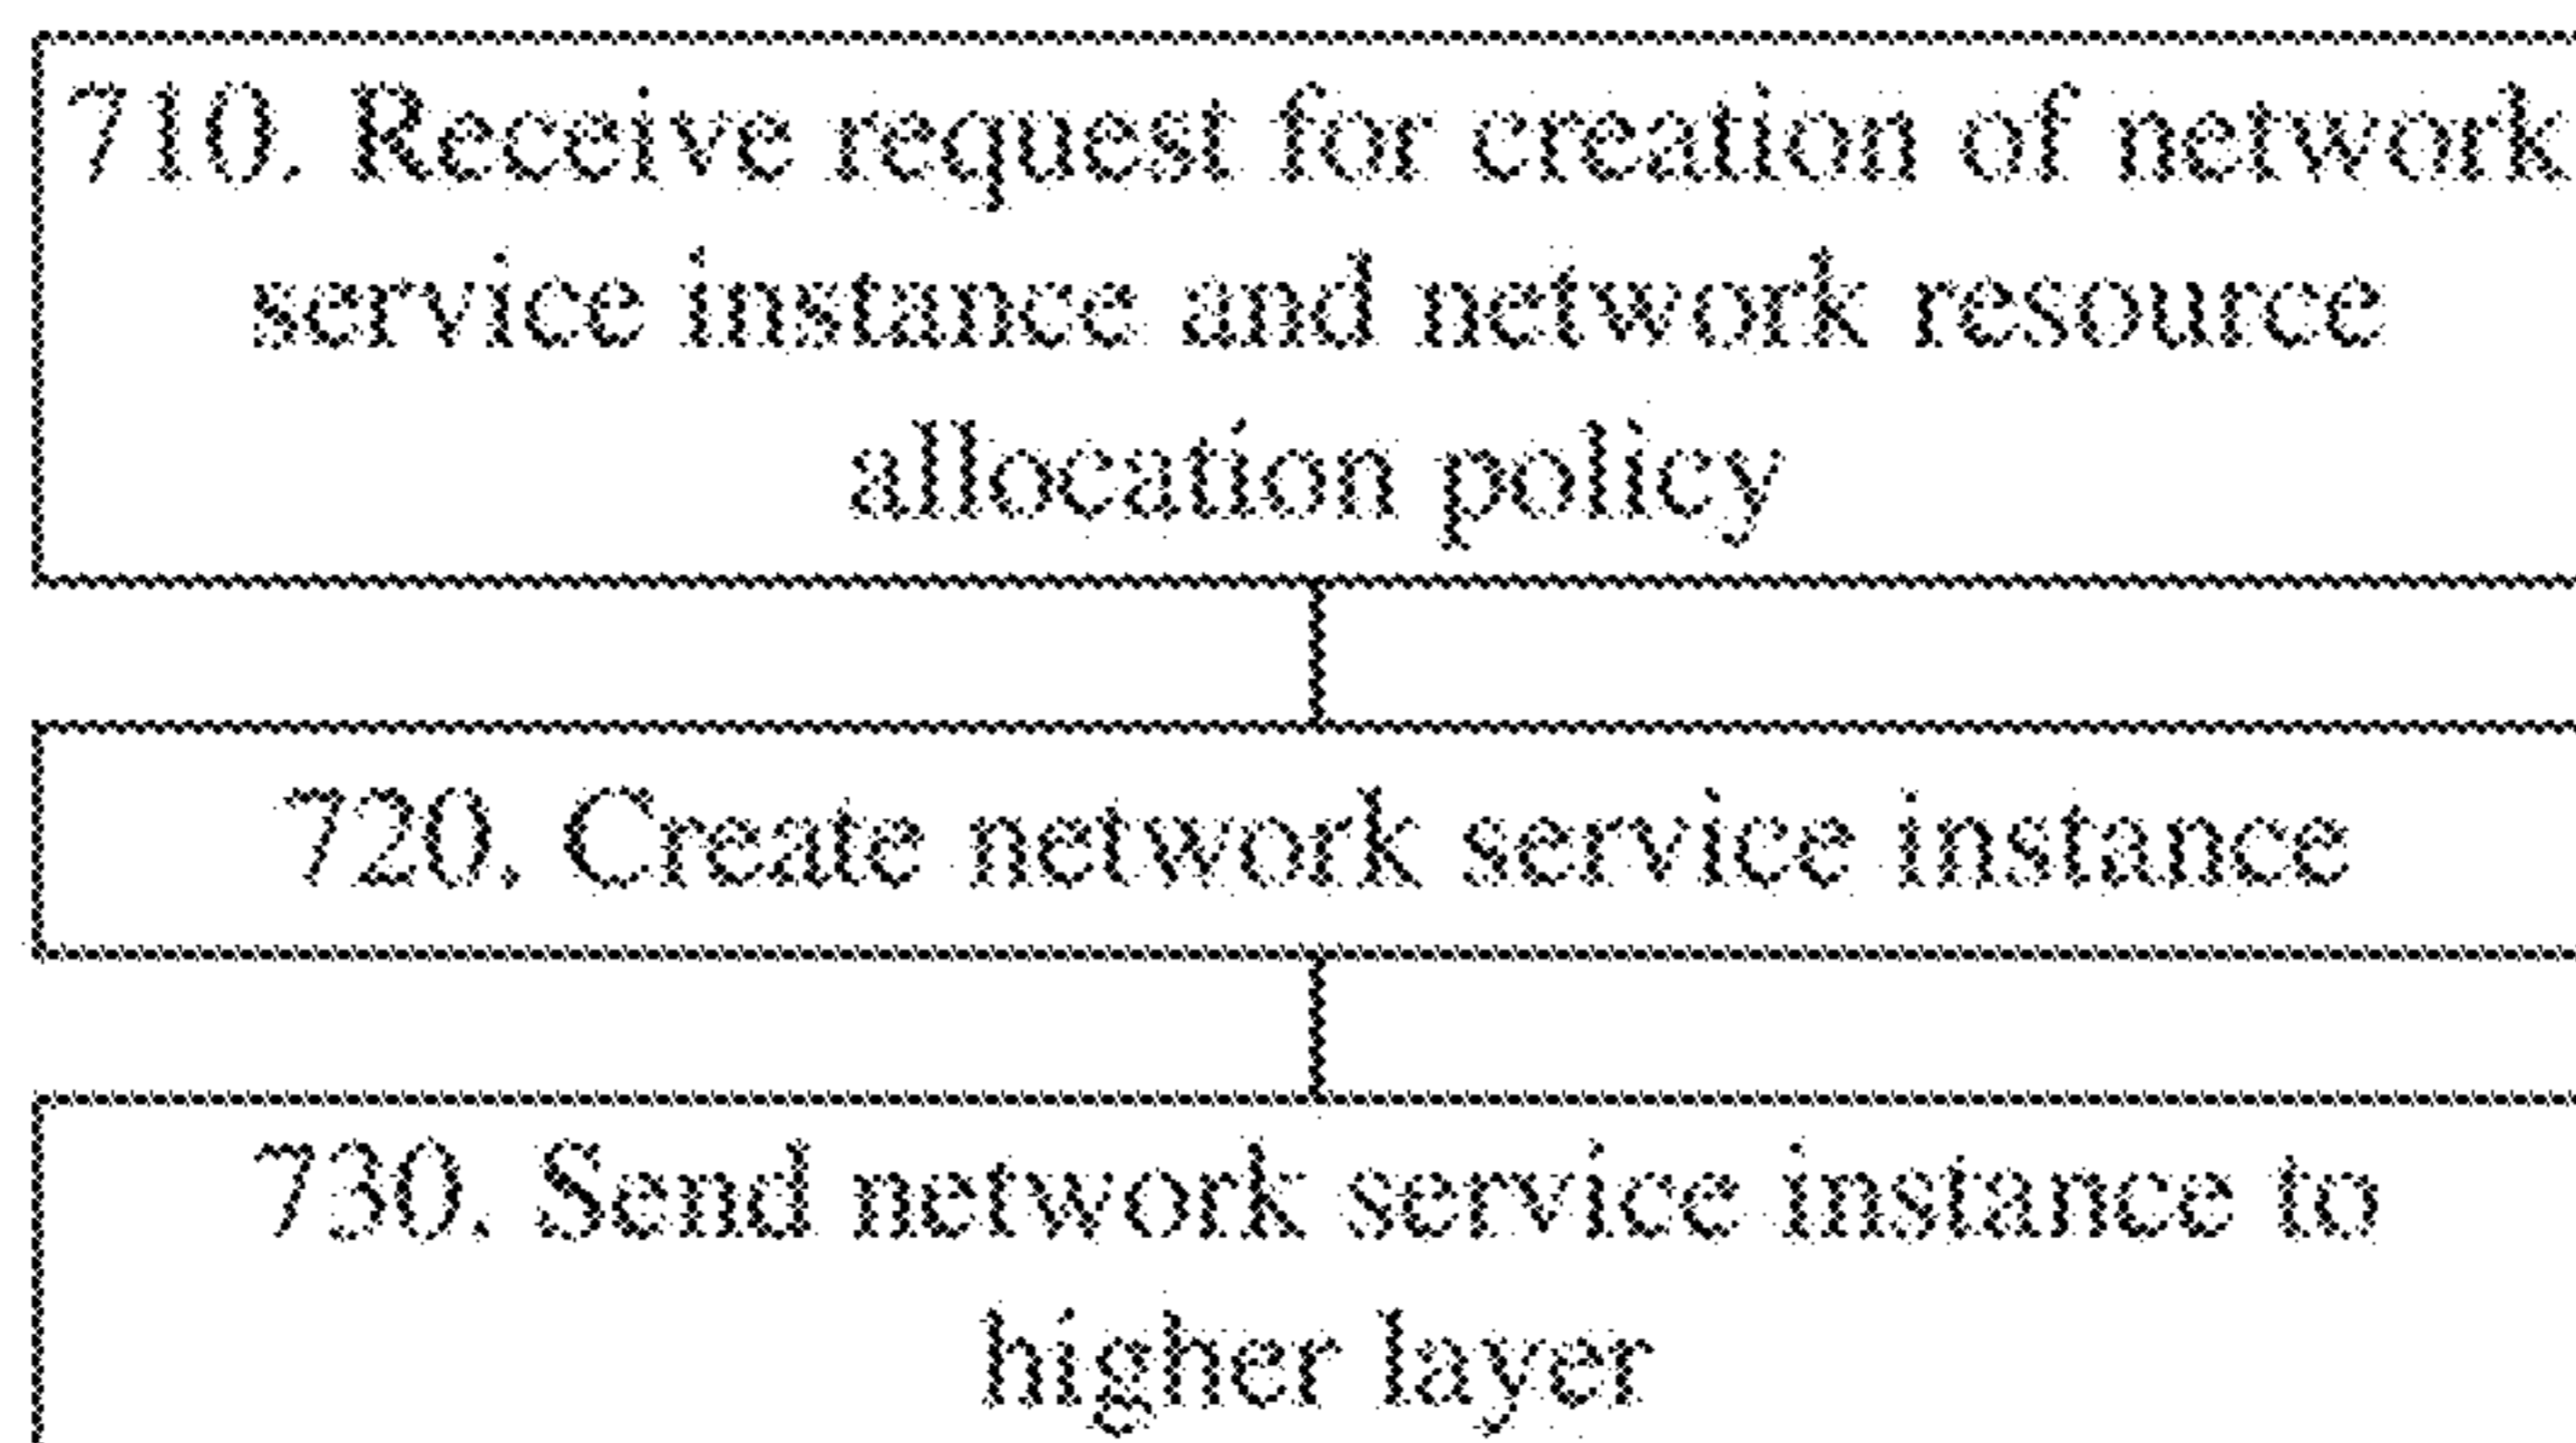 710. Receive request for creation of network
service instance and network resource
allocation policy
720. Create network service instance
730. Send network service instance to
higher layer